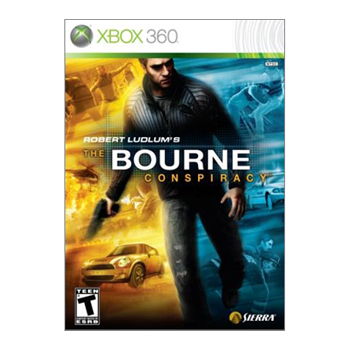 XBOX 360
ROBERT LUDLUM'S
THE BOURNE
CONSPIRACY
TEEN
T
ESRB
SIERRA